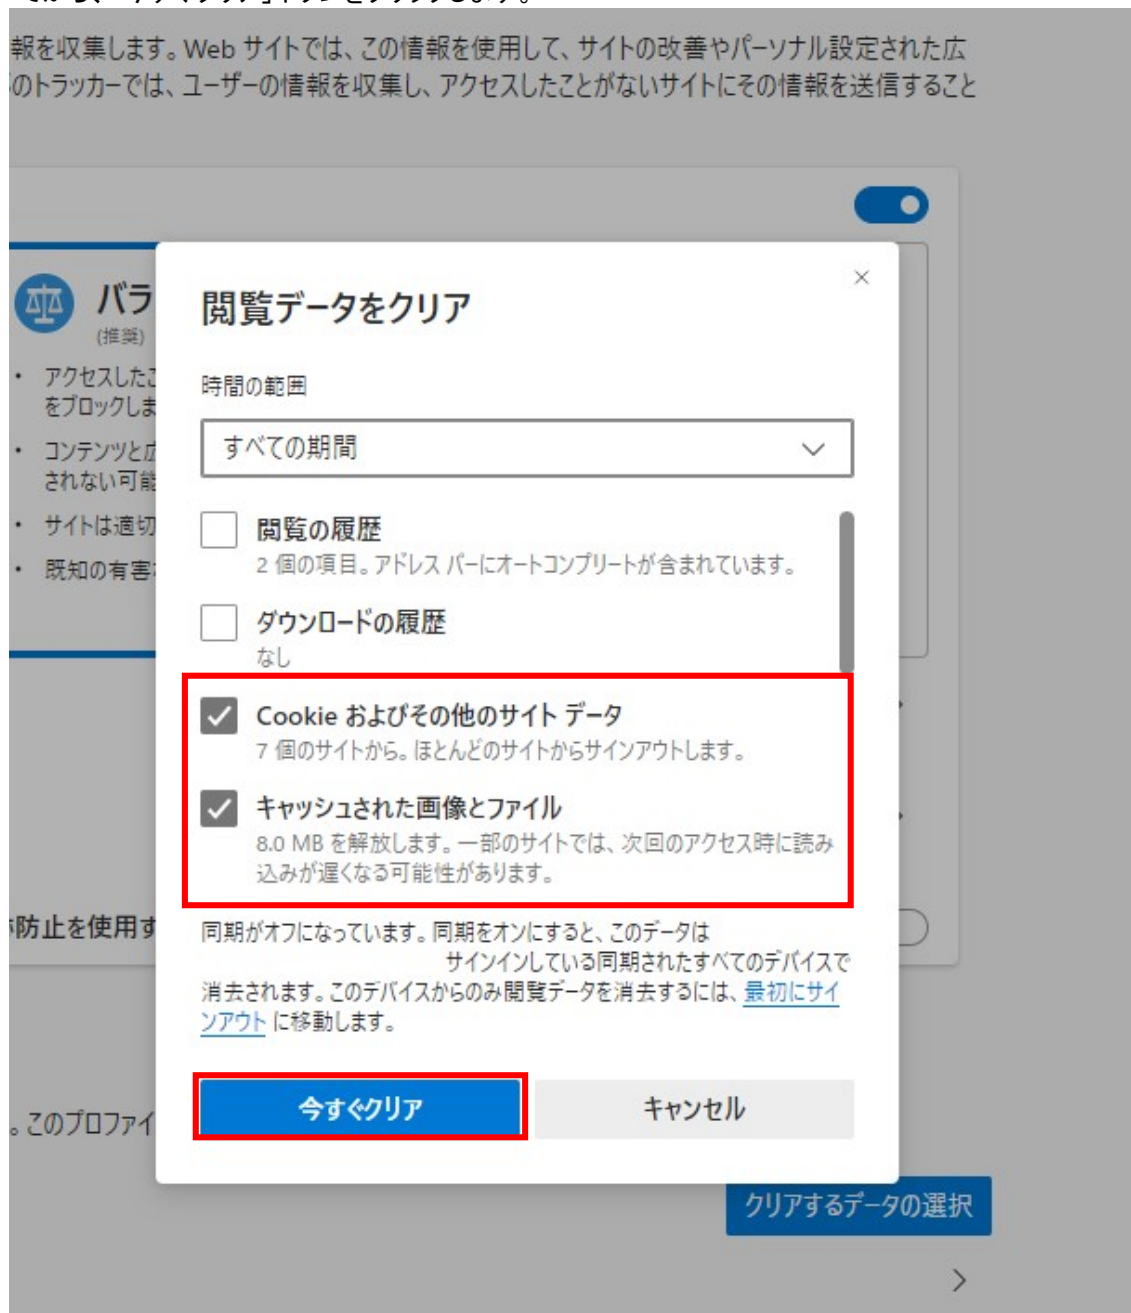 報を収集します。Web サイトでは、この情報を使用して、サイトの改善やパーソナル設定された広
のトラッカーでは、ユーザーの情報を収集し、アクセスしたことがないサイトにその情報を送信すること
バラ
(推奨)
• アクセスしたこ
をブロックしま
• コンテンツと広
されない可能
• サイトは適切
• 既知の有害
閲覧データをクリア
時間の範囲
すべての期間
閲覧の履歴
2 個の項目。アドレス バーにオートコンプリートが含まれています。
ダウンロードの履歴
なし
Cookie およびその他のサイト データ
7 個のサイトから。ほとんどのサイトからサインアウトします。
キャッシュされた画像とファイル
8.0 MB を解放します。一部のサイトでは、次回のアクセス時に読み
込みが遅くなる可能性があります。
防止を使用す
同期がオフになっています。同期をオンにすると、このデータは
サインインしている同期されたすべてのデバイスで
消去されます。このデバイスからのみ閲覧データを消去するには、最初にサイ
ンアウト に移動します。
今すぐクリア
キャンセル
。このプロファイ
クリアするデータの選択